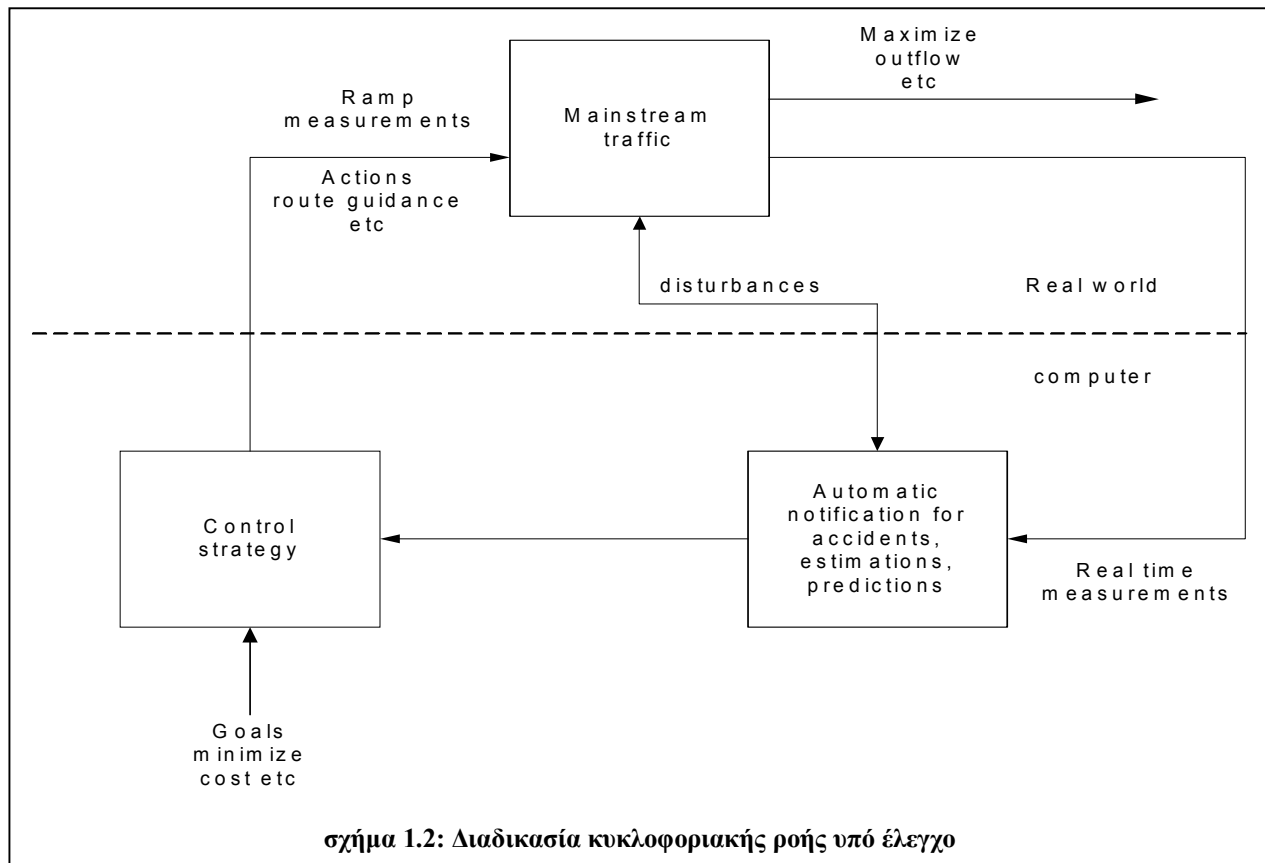 Maximize
outflow
etc
Ramp
measurements
Mainstream
traffic
Actions
route guidance
etc
disturbances
Real world
computer
Control
strategy
Automatic
notification for
accidents,
estimations,
predictions
Real time
measurements
Goals
minimize
cost etc
σχήμα 1.2: Διαδικασία κυκλοφοριακής ροής υπό έλεγχο